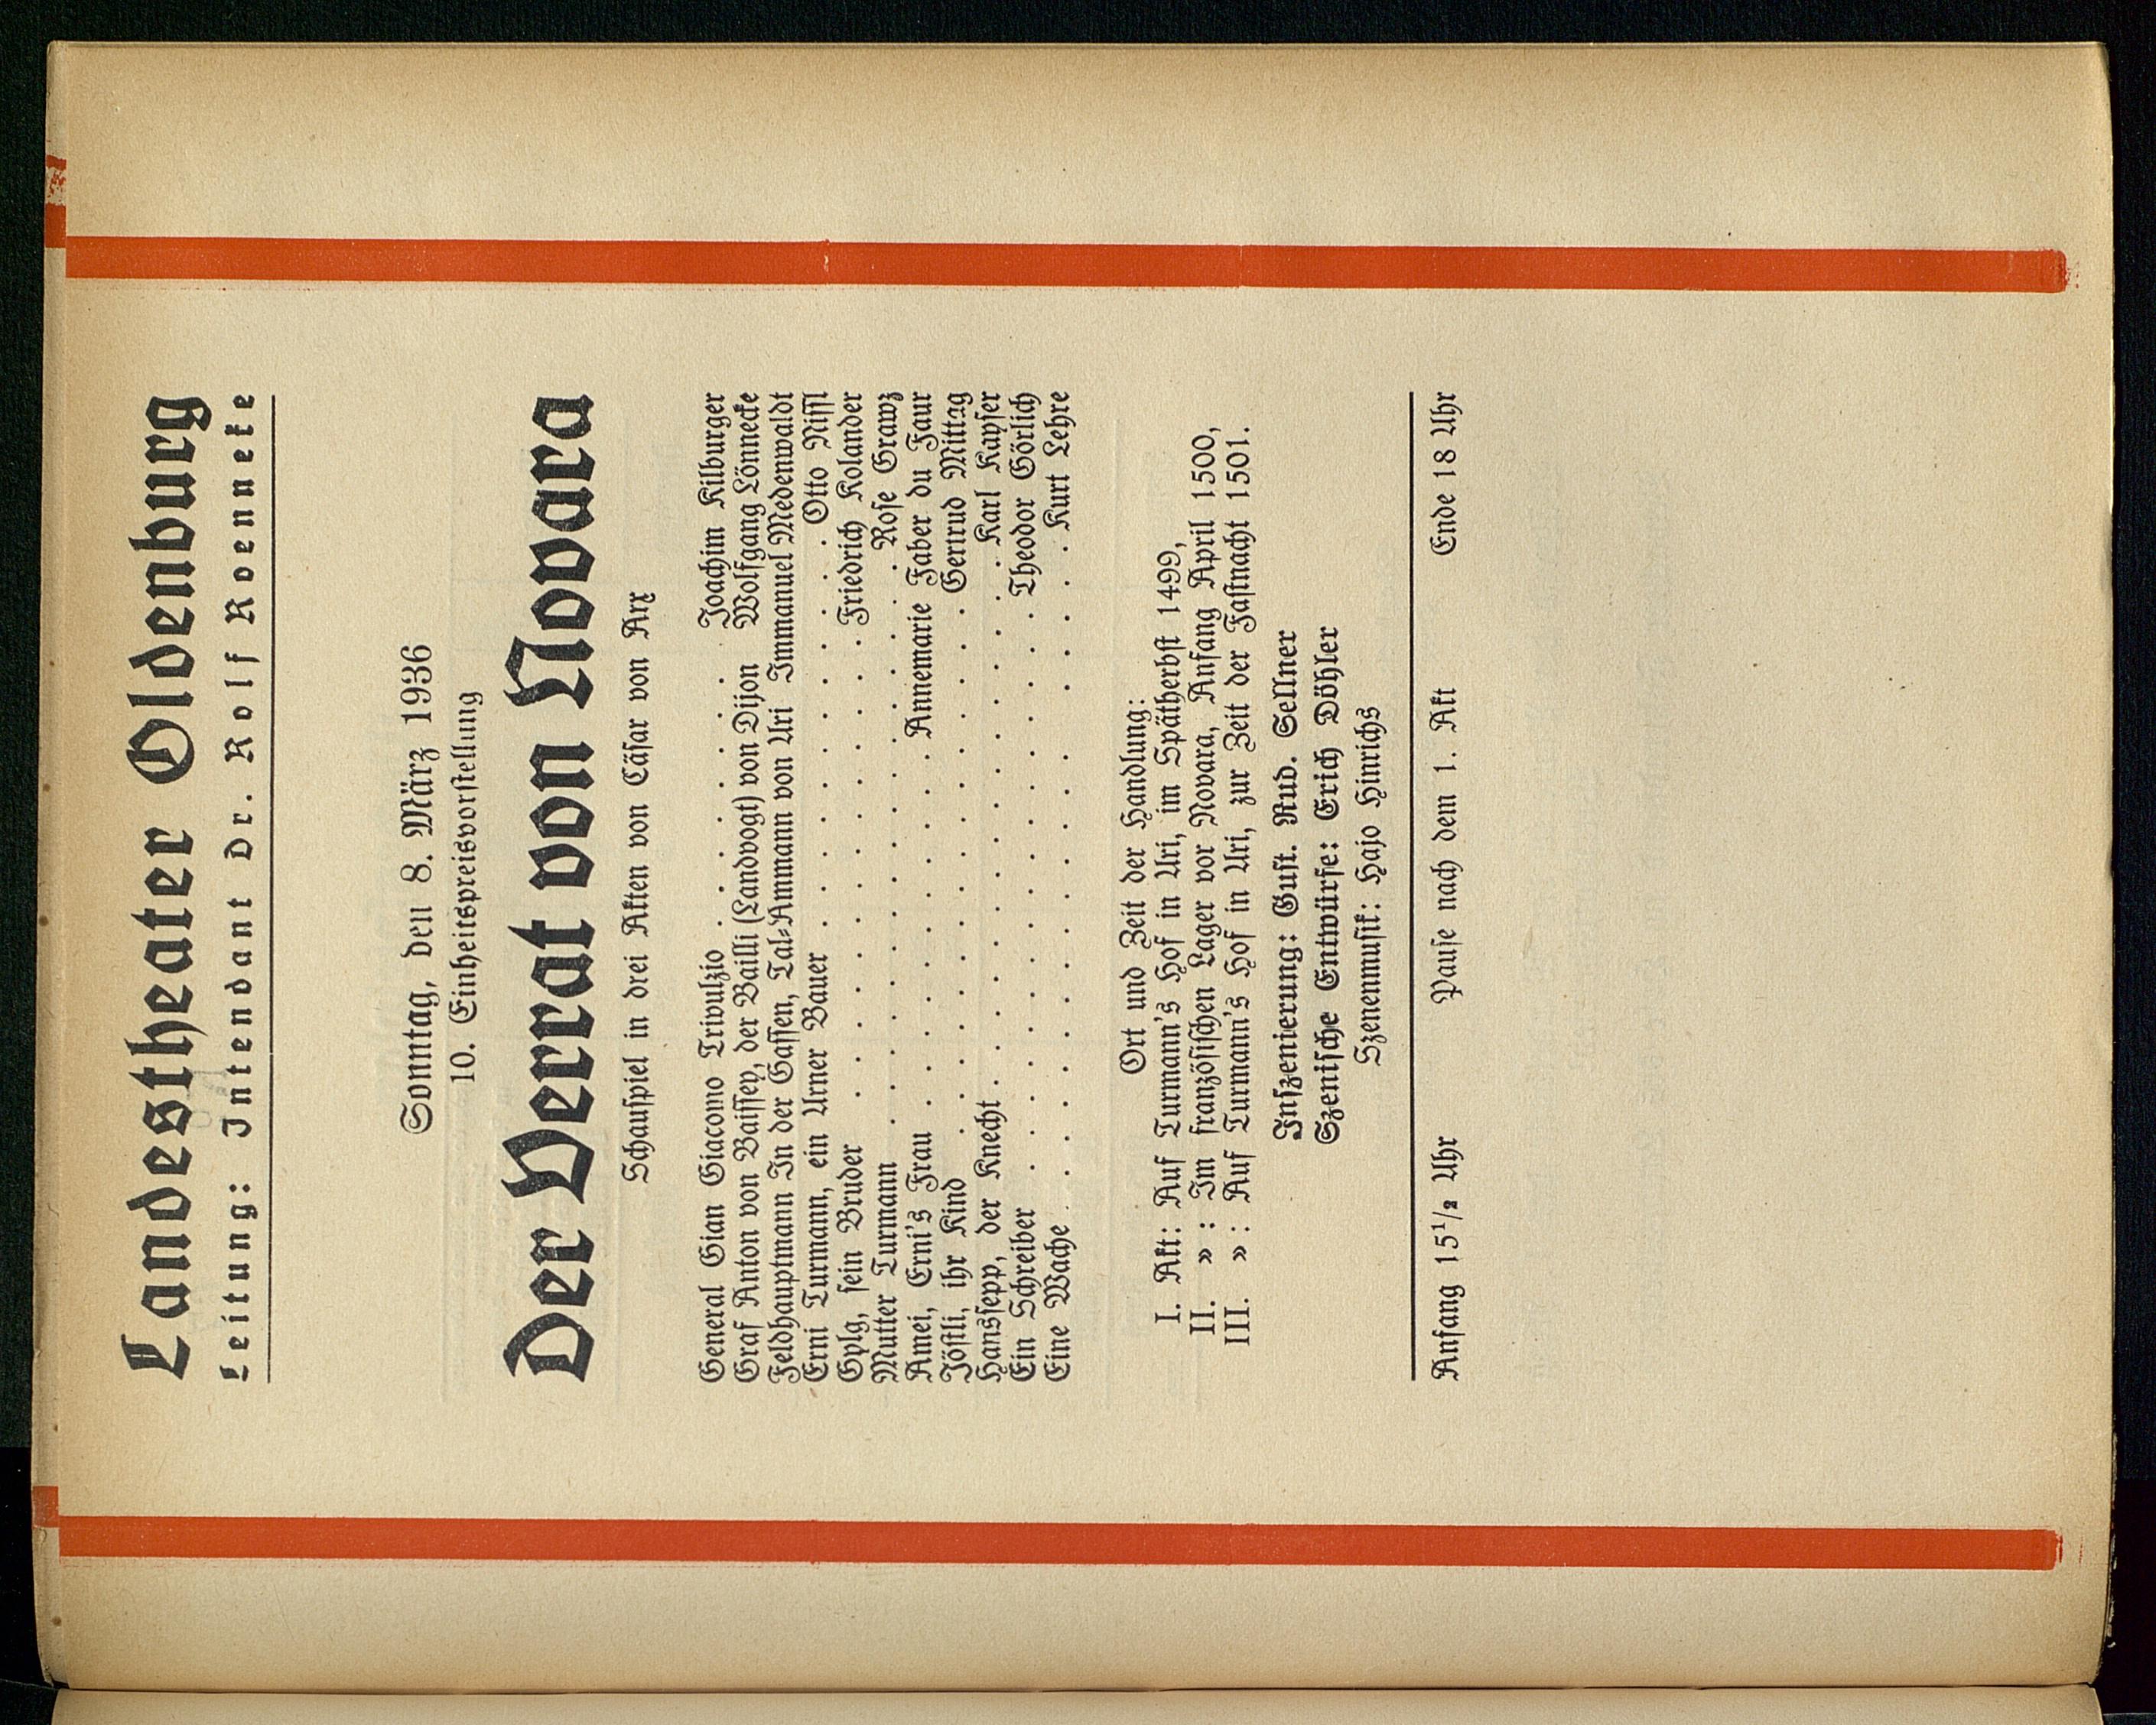 Landestheater Oldenburg
Leitung: Intendant Dr. Rolf Roenneke
Sonntag, den 8. März 1936
10. Einheitspreisvorstellung
Der Verrat von Novara
Schauspiel in drei Akten von Cäsar von Arx
General Gian Giacomo Trivulzio . . . . . . . . Joachim Kilburger
Graf Anton von Baissey, der Bailli (Landvogt) von Dijon Wolfgang Lönnecke
Feldhauptmann In der Gassen, Tal-Ammann von Uri Immanuel Medenwaldt
Erni Turmann, ein Urner Bauer . . . . . . . . . . . . Otto Nissl
Gplg, sein Bruder . . . . . . . . . . . . . . Friedrich Kolander
Mutter Turmann . . . . . . . . . . . . . . . . . Rose Grawz
Amei, Erni's Frau . . . . . . . . . . . Annemarie Faber du Faur
Jöstli, ihr Kind . . . . . . . . . . . . . . . Gertrud Mittag
Hanssepp, der Knecht . . . . . . . . . . . . . . Karl Kayser
Ein Schreiber . . . . . . . . . . . . . . . Theodor Görlich
Eine Wache . . . . . . . . . . . . . . . . . Kurt Lehre
Ort und Zeit der Handlung:
I. Akt: Auf Turmann's Hof in Uri, im Spätherbst 1499,
II. » : Im französischen Lager vor Novara, Anfang April 1500,
III. » : Auf Turmann's Hof in Uri, zur Zeit der Fastnacht 1501.
Inszenierung: Gust. Rud. Sellner
Szenische Entwürfe: Erich Döhler
Szenenmusik: Hajo Hinrichs
Anfang 15¹/₂ Uhr Pause nach dem 1. Akt Ende 18 Uhr